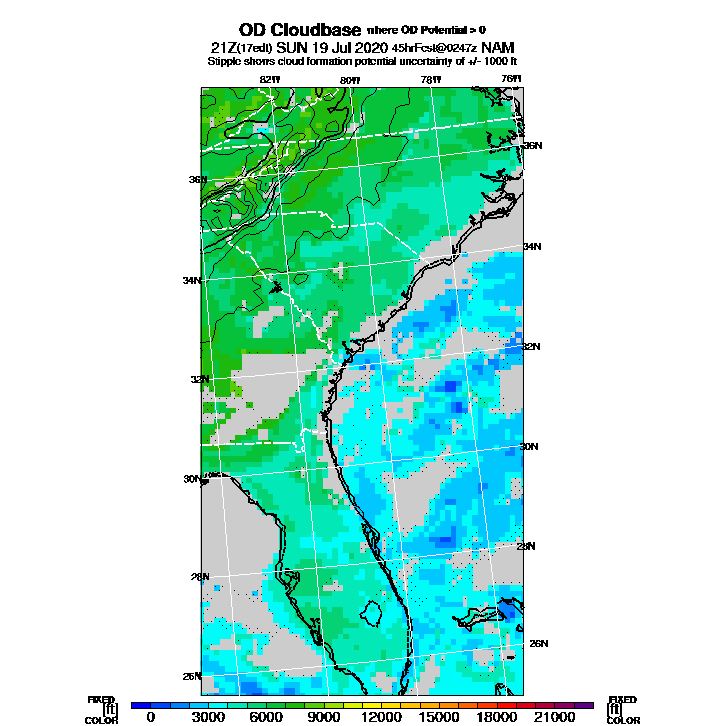 OD Cloudbase where OD Potential > 0
21Z(17edt) SUN 19 Jul 2020 45hrFcst@0247z NAM
Stipple shows cloud formation potential uncertainty of +/- 1000 ft
82W 80W 78W 76W
36N
36N
34N
34N
32N
32N
30N
30N
28N
28N
26N
26N
FIXED FIXED
[ft] [ft]
COLOR 0 3000 6000 9000 12000 15000 18000 21000 COLOR